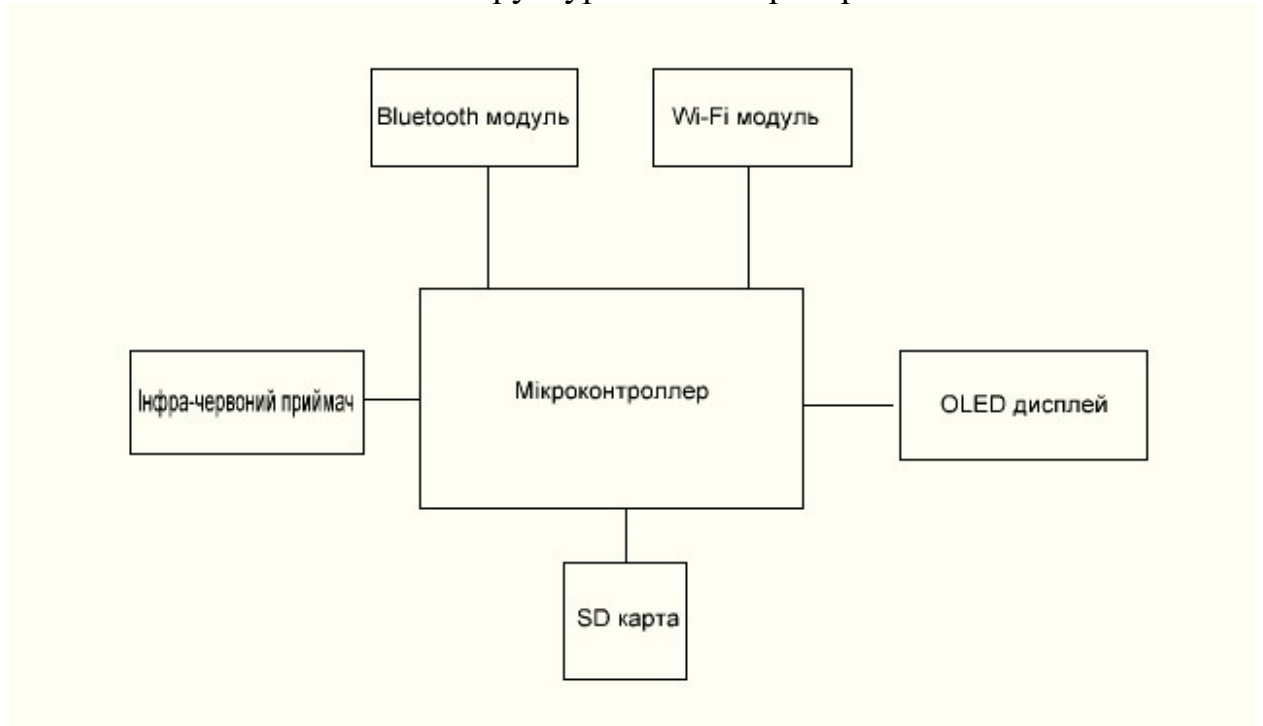 Bluetooth модуль
Wi-Fi модуль
Інфра-червоний приймач
Мікроконтроллер
OLED дисплей
SD карта